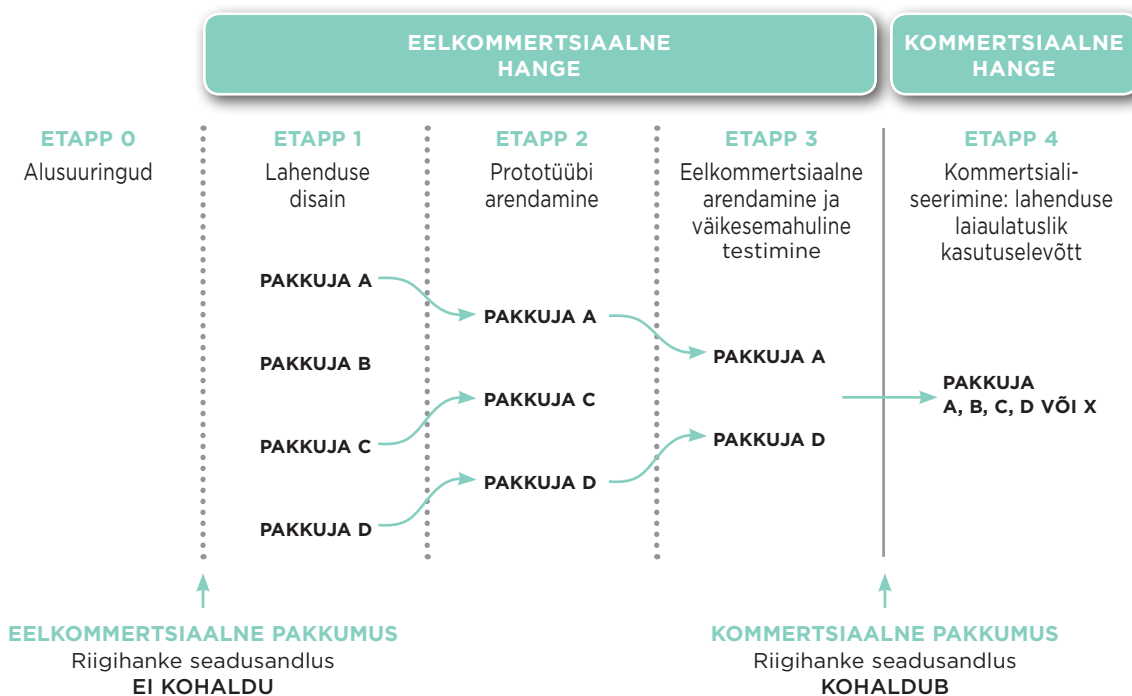 EELKOMMERTSIAALNE
HANGE
KOMMERTSIAALNE
HANGE
ETAPP 0
Alusuuringud
ETAPP 1
Lahenduse
disain
ETAPP 2
Prototüübi
arendamine
ETAPP 3
Eelkommertsiaalne
arendamine ja
väikesemahuline
testimine
ETAPP 4
Kommertsiali-
seerimine: lahenduse
laiaulatuslik
kasutuselevõtt
PAKKUJA A
PAKKUJA B
PAKKUJA C
PAKKUJA D
PAKKUJA A
PAKKUJA C
PAKKUJA D
PAKKUJA A
PAKKUJA D
PAKKUJA
A, B, C, D VÕI X
EELKOMMERTSIAALNE PAKKUMUS
Riigihanke seadusandlus
EI KOHALDU
KOMMERTSIAALNE PAKKUMUS
Riigihanke seadusandlus
KOHALDUB